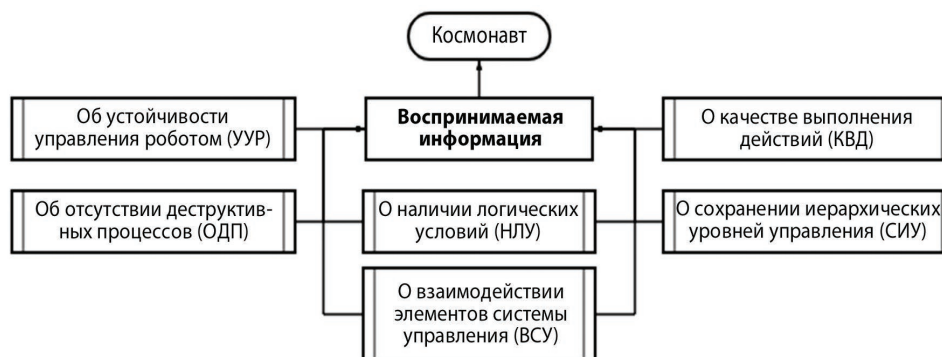 Космонавт
Об устойчивости
управления роботом (УУР)
Воспринимаемая
информация
О качестве выполнения
действий (КВД)
Об отсутствии деструктив-
ных процессов (ОДП)
О наличии логических
условий (НЛУ)
О сохранении иерархических
уровней управления (СИУ)
О взаимодействии
элементов системы
управления (ВСУ)